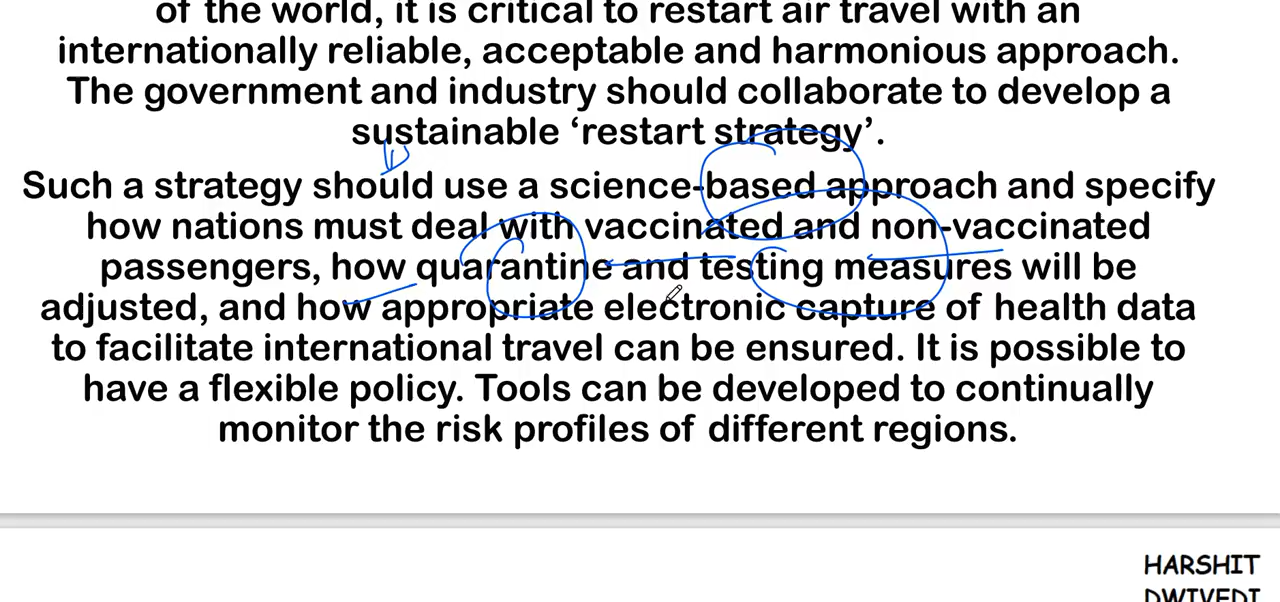 of the world, it is critical to restart air travel with an
internationally reliable, acceptable and harmonious approach.
The government and industry should collaborate to develop a
sustainable ‘restart strategy’.
Such a strategy should use a science-based approach and specify
how nations must deal with vaccinated and non-vaccinated
passengers, how quarantine and testing measures will be
adjusted, and how appropriate electronic capture of health data
to facilitate international travel can be ensured. It is possible to
have a flexible policy. Tools can be developed to continually
monitor the risk profiles of different regions.
HARSHIT
DWIVEDI